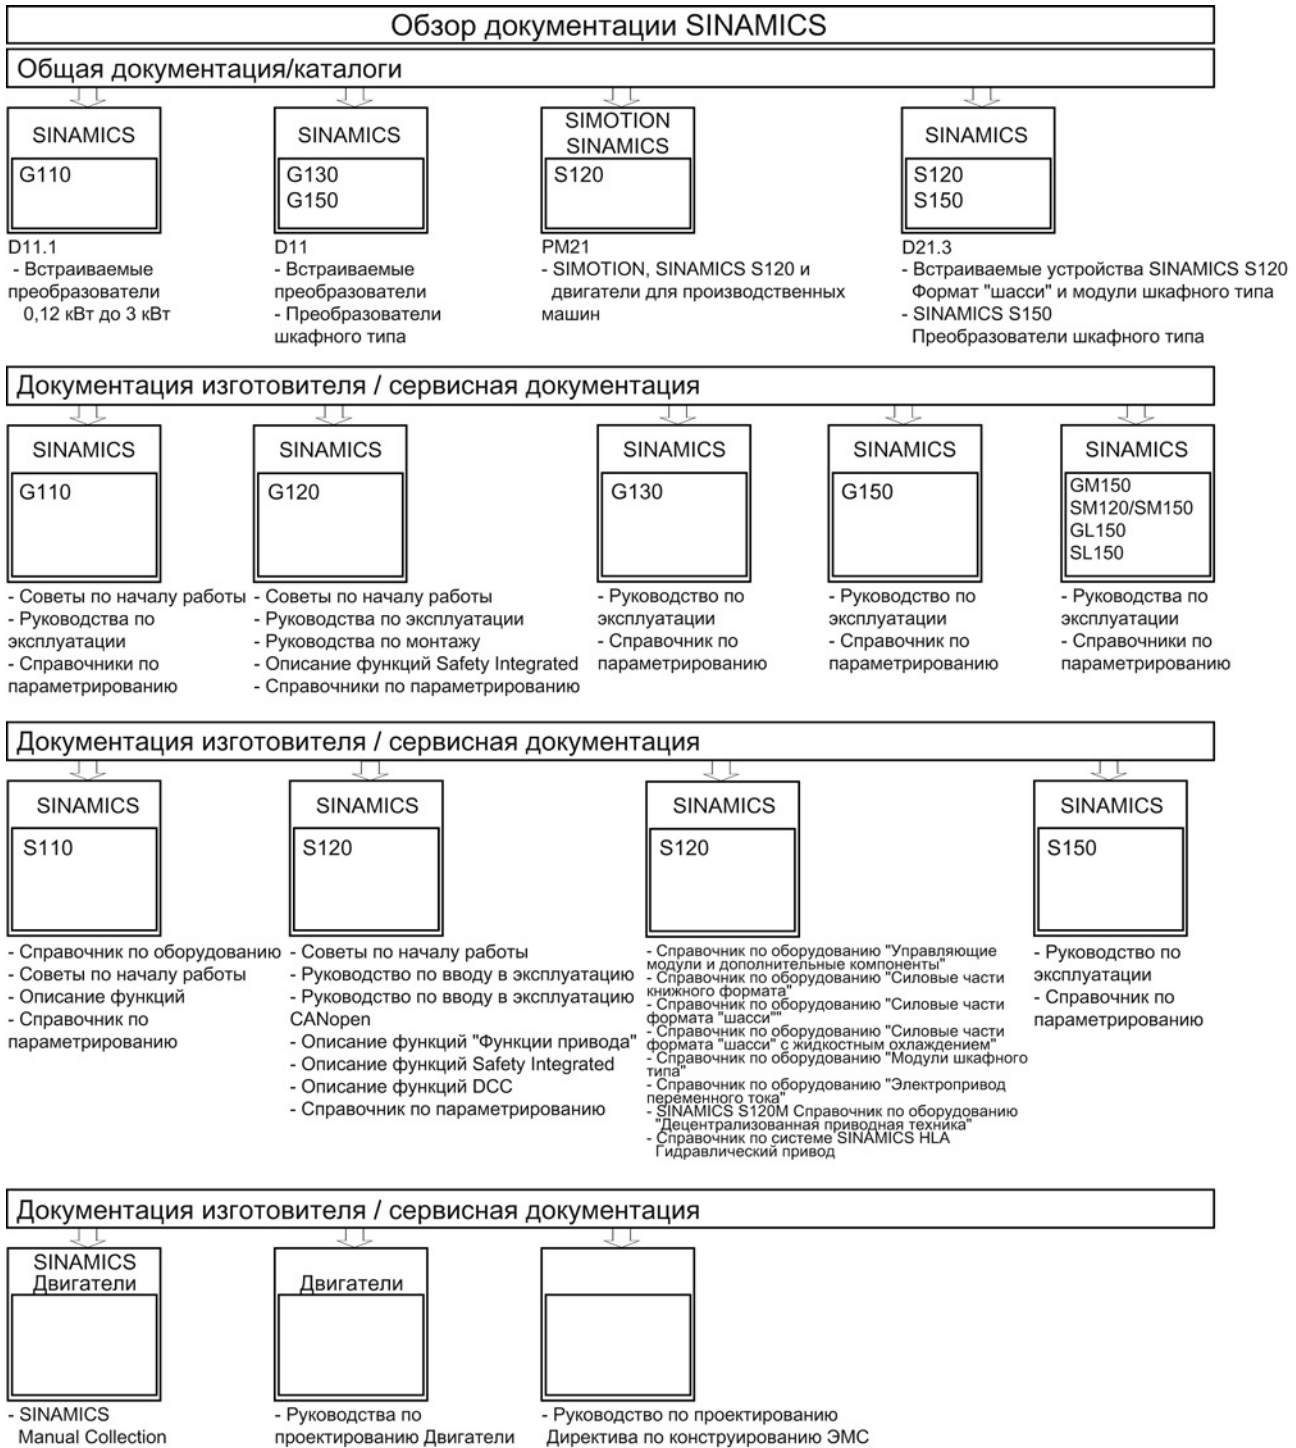 Обзор документации SINAMICS
Общая документация/каталоги
SINAMICS
G110
D11.1
- Встраиваемые
преобразователи
0,12 кВт до 3 кВт
SINAMICS
G130
G150
D11
- Встраиваемые
преобразователи
- Преобразователи
шкафного типа
SIMOTION
SINAMICS
S120
PM21
- SIMOTION, SINAMICS S120 и
двигатели для производственных
машин
SINAMICS
S120
S150
D21.3
- Встраиваемые устройства SINAMICS S120
Формат "шасси" и модули шкафного типа
- SINAMICS S150
Преобразователи шкафного типа
Документация изготовителя / сервисная документация
SINAMICS
G110
- Советы по началу работы
- Руководства по
эксплуатации
- Справочники по
параметрированию
SINAMICS
G120
- Советы по началу работы
- Руководства по эксплуатации
- Руководства по монтажу
- Описание функций Safety Integrated
- Справочники по параметрированию
SINAMICS
G130
- Руководство по
эксплуатации
- Справочник по
параметрированию
SINAMICS
G150
- Руководство по
эксплуатации
- Справочник по
параметрированию
SINAMICS
GM150
SM120/SM150
GL150
SL150
- Руководства по
эксплуатации
- Справочники по
параметрированию
Документация изготовителя / сервисная документация
SINAMICS
S110
- Справочник по оборудованию
- Советы по началу работы
- Описание функций
- Справочник по
параметрированию
SINAMICS
S120
- Советы по началу работы
- Руководство по вводу в эксплуатацию
- Руководство по вводу в эксплуатацию
CANopen
- Описание функций "Функции привода"
- Описание функций Safety Integrated
- Описание функций DCC
- Справочник по параметрированию
SINAMICS
S120
- Справочник по оборудованию "Управляющие
модули и дополнительные компоненты"
- Справочник по оборудованию "Силовые части
книжного формата"
- Справочник по оборудованию "Силовые части
формата "шасси""
- Справочник по оборудованию "Силовые части
формата "шасси" с жидкостным охлаждением"
- Справочник по оборудованию "Модули шкафного
типа"
- Справочник по оборудованию "Электропривод
переменного тока"
- SINAMICS S120M Справочник по оборудованию
"Децентрализованная приводная техника"
- Справочник по системе SINAMICS HLA
Гидравлический привод
SINAMICS
S150
- Руководство по
эксплуатации
- Справочник по
параметрированию
Документация изготовителя / сервисная документация
SINAMICS
Двигатели
- SINAMICS
Manual Collection
Двигатели
- Руководства по
проектированию Двигатели
- Руководство по проектированию
Директива по конструированию ЭМС